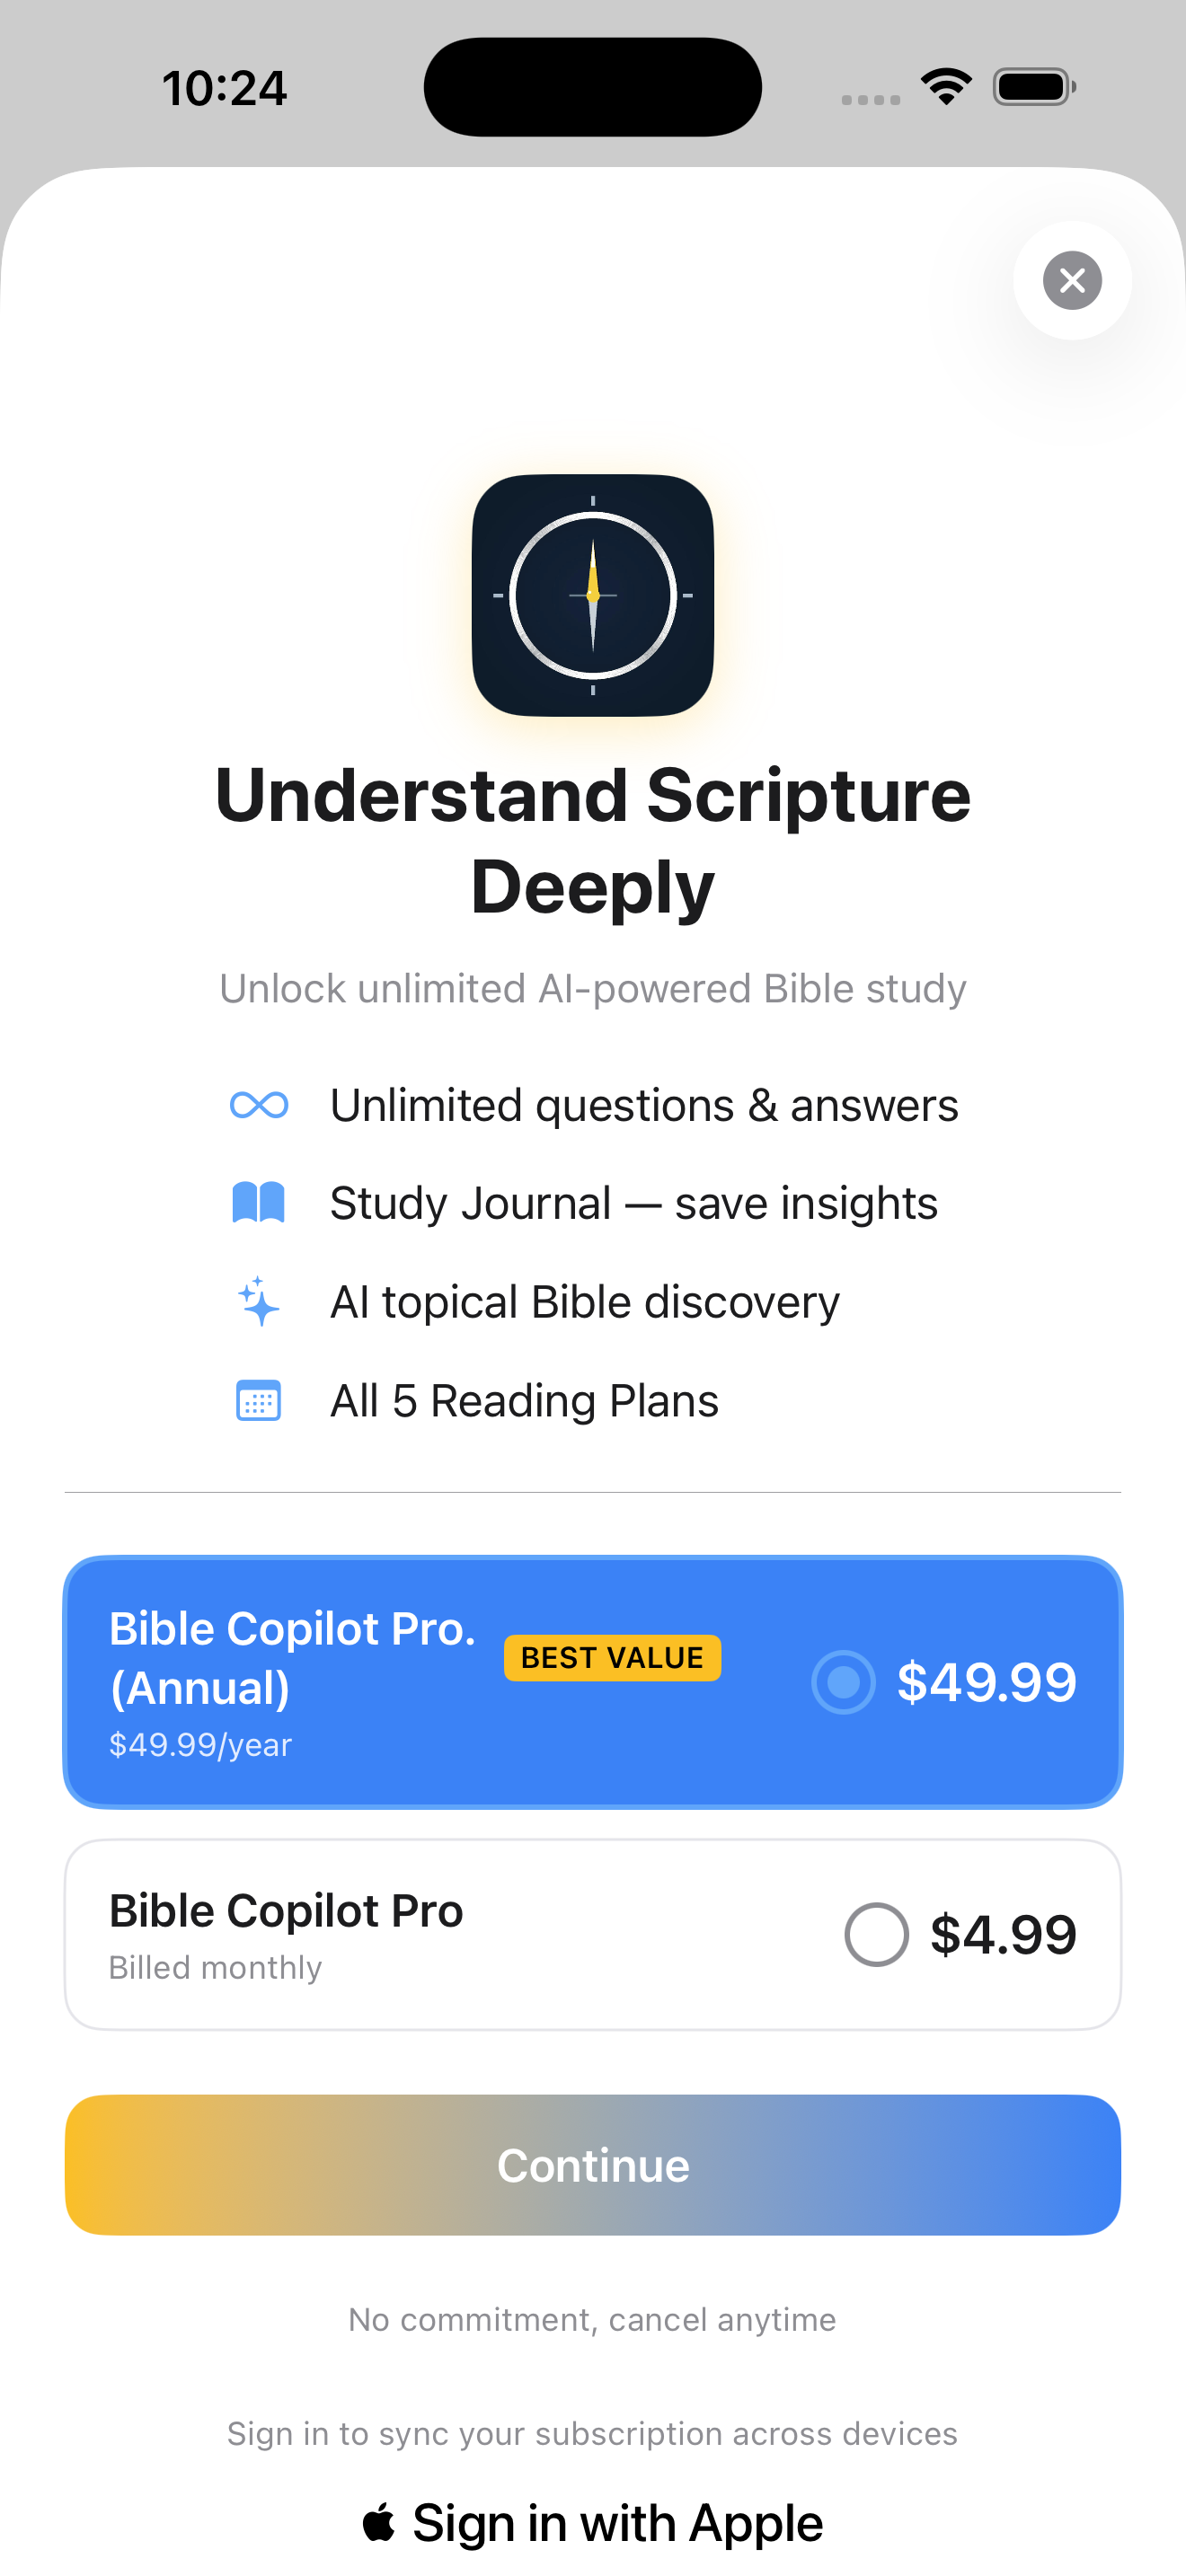 10:24
Understand Scripture
Deeply
Unlock unlimited AI-powered Bible study
Unlimited questions & answers
Study Journal — save insights
AI topical Bible discovery
All 5 Reading Plans
Bible Copilot Pro.
(Annual)
BEST VALUE
$49.99
$49.99/year
Bible Copilot Pro
$4.99
Billed monthly
Continue
No commitment, cancel anytime
Sign in to sync your subscription across devices
Sign in with Apple